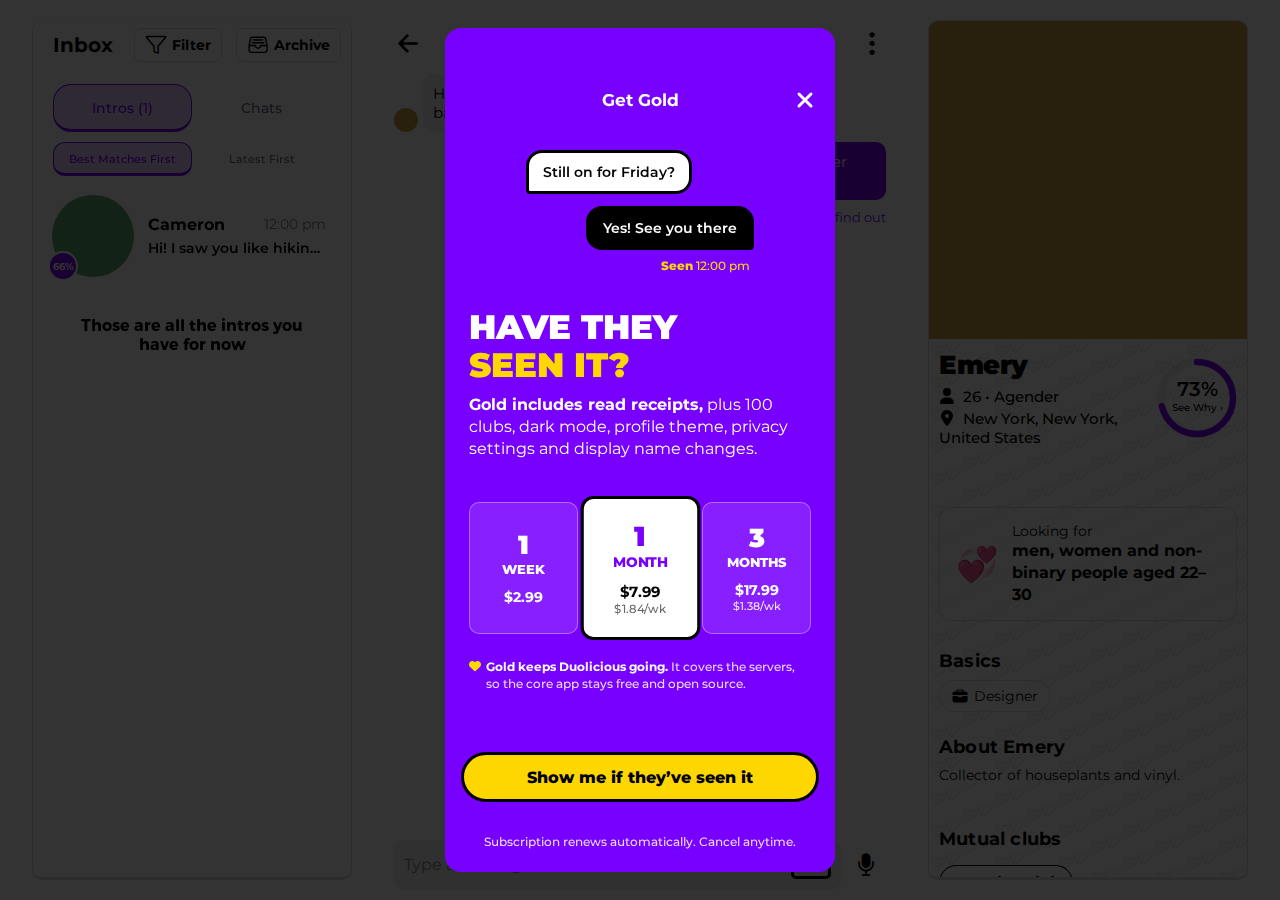 Inbox
Filter
Archive
Intros (1)
Chats
Best Matches First
Latest First
Cameron
12:00 pm
Hi! I saw you like hikin...
66%
Those are all the intros you
have for now
find out
Get Gold
Still on for Friday?
Yes! See you there
Seen 12:00 pm
HAVE THEY
SEEN IT?
Gold includes read receipts, plus 100
clubs, dark mode, profile theme, privacy
settings and display name changes.
1
WEEK
$2.99
1
MONTH
$7.99
$1.84/wk
3
MONTHS
$17.99
$1.38/wk
Gold keeps Duolicious going. It covers the servers,
so the core app stays free and open source.
Show me if they’ve seen it
Subscription renews automatically. Cancel anytime.
Type
Emery
73%
See Why ›
26 • Agender
New York, New York,
United States
Looking for
men, women and non-
binary people aged 22–
30
Basics
Designer
About Emery
Collector of houseplants and vinyl.
Mutual clubs